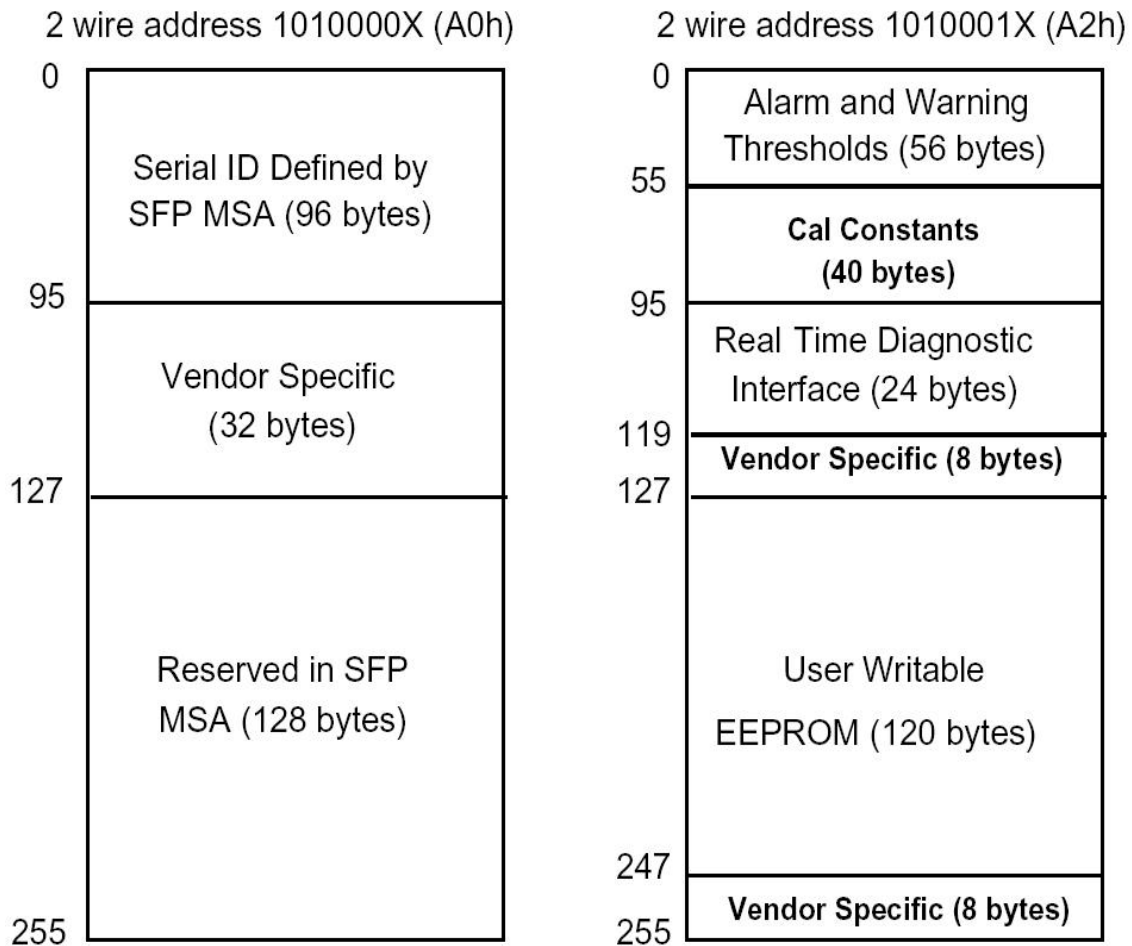 2 wire address 1010000X (A0h)
0
Serial ID Defined by
SFP MSA (96 bytes)
95
Vendor Specific
(32 bytes)
127
Reserved in SFP
MSA (128 bytes)
255
2 wire address 1010001X (A2h)
0
Alarm and Warning
Thresholds (56 bytes)
55
Cal Constants
(40 bytes)
95
Real Time Diagnostic
Interface (24 bytes)
119
Vendor Specific (8 bytes)
127
User Writable
EEPROM (120 bytes)
247
Vendor Specific (8 bytes)
255